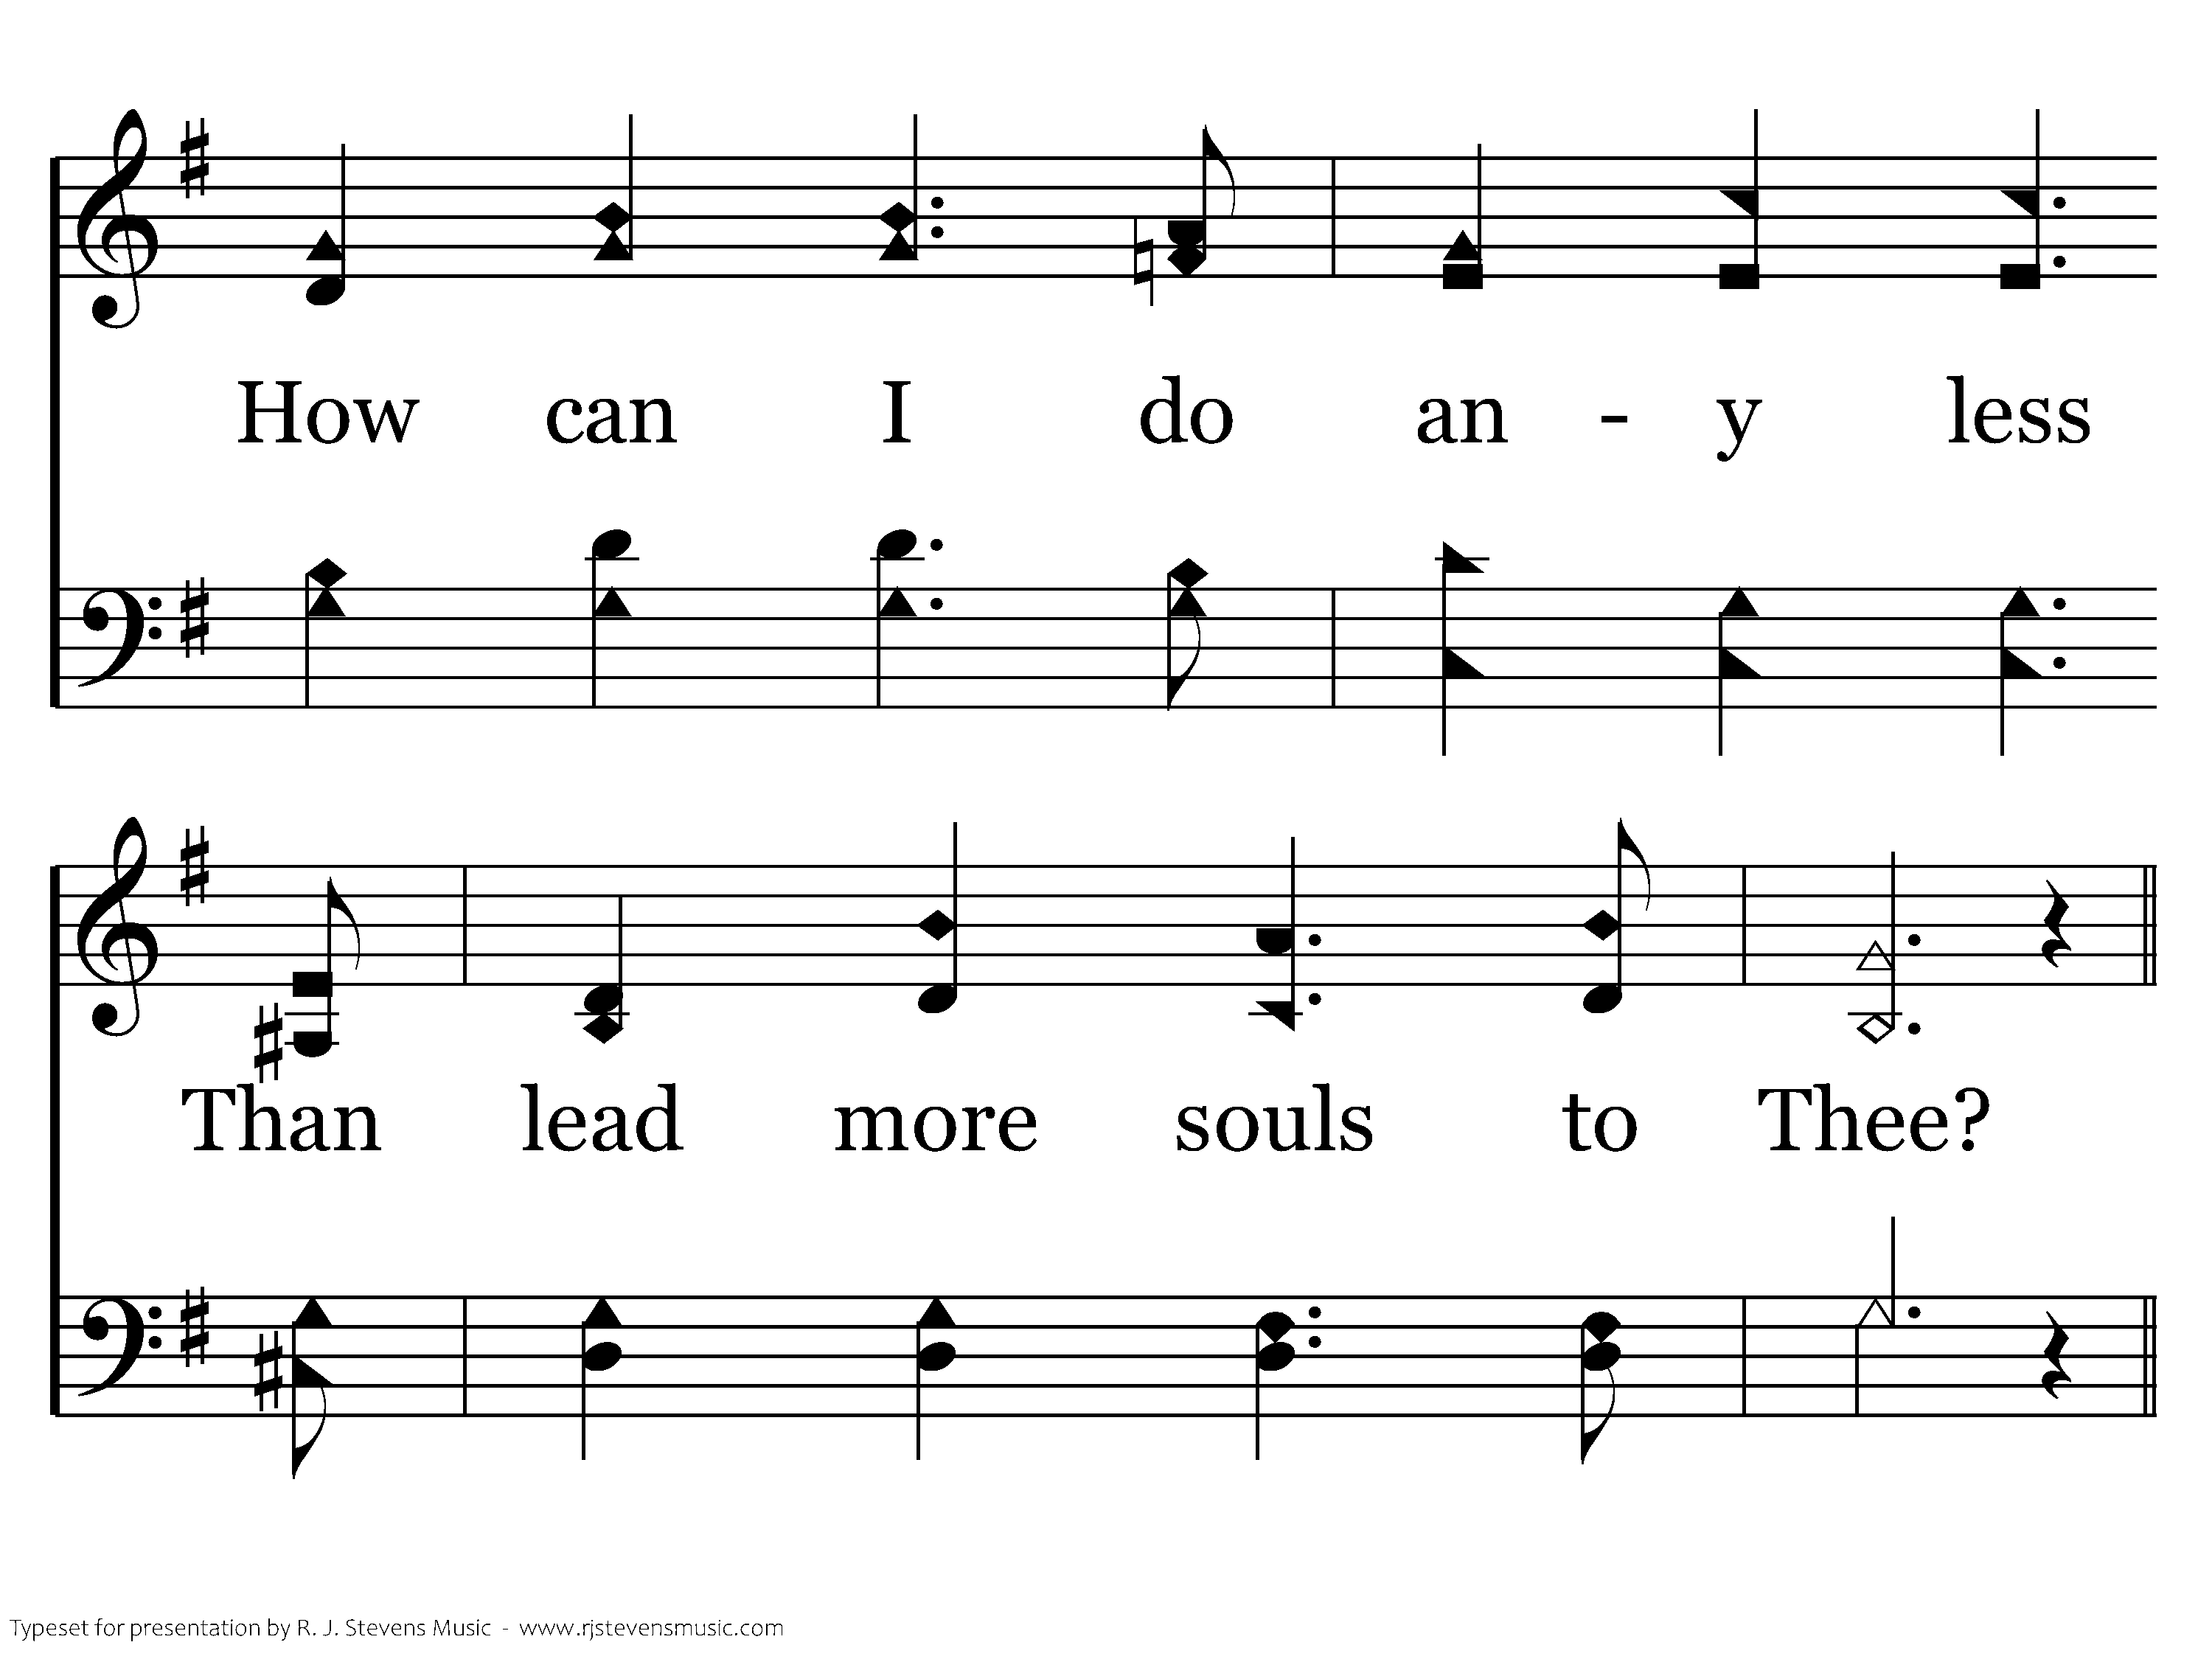 How can I do an - y less
Than lead more souls to Thee?
Typeset for presentation by R. J. Stevens Music - www.rjstevensmusic.com